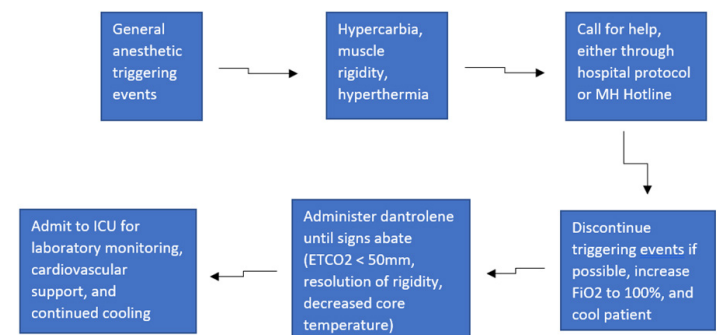 General
anesthetic
triggering
events
Hypercarbia,
muscle
rigidity,
hyperthermia
Call for help,
either through
hospital protocol
or MH Hotline
Discontinue
triggering events if
possible, increase
FiO2 to 100%, and
cool patient
Administer dantrolene
until signs abate
(ETCO2 < 50mm,
resolution of rigidity,
decreased core
temperature)
Admit to ICU for
laboratory monitoring,
cardiovascular
support, and
continued cooling